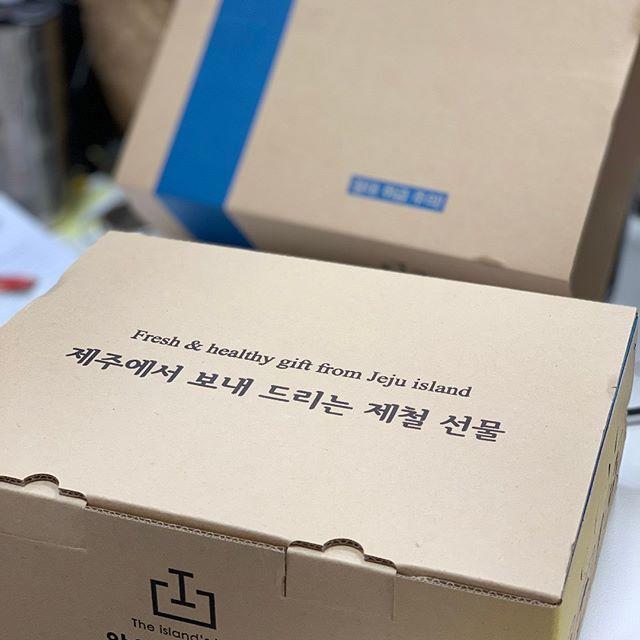 Fresh & healthy gift from Jeju island
제주에서 보내 드리는 제철 선물
The island's